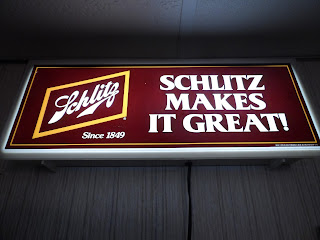 Schlitz
Since 1849
SCHLITZ
MAKES
IT GREAT!